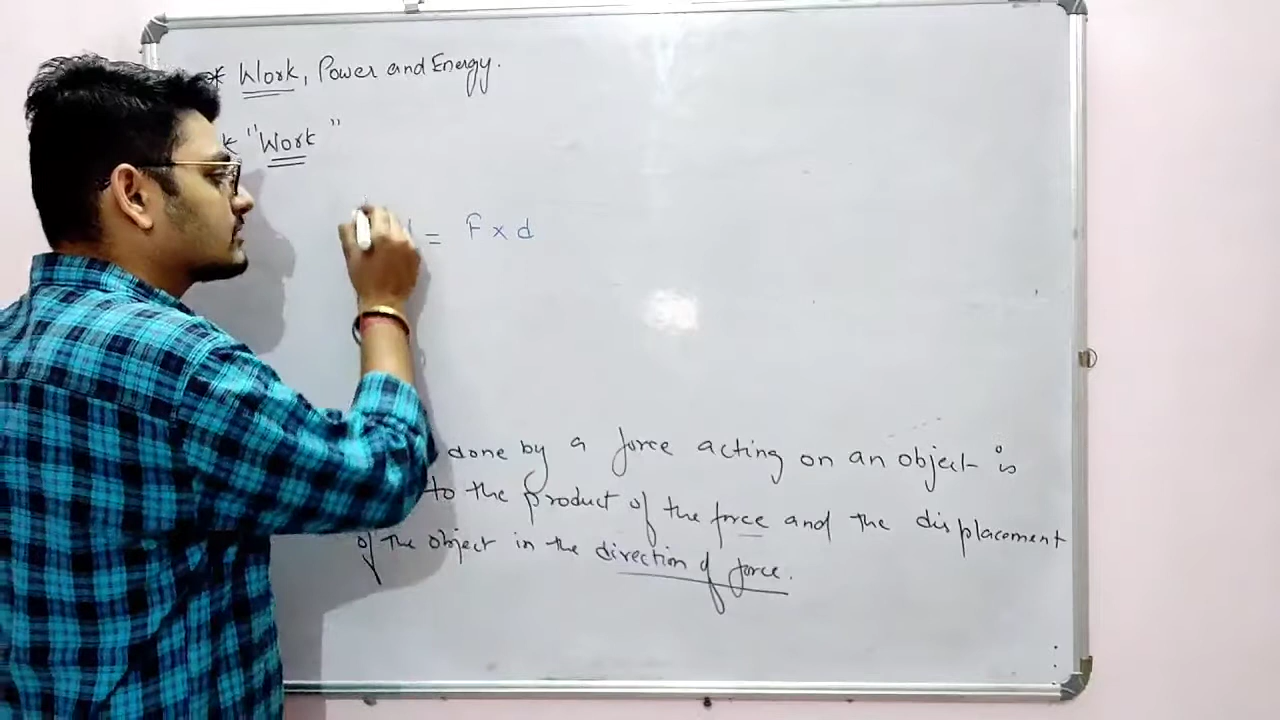 * Work, Power and Energy.
"Work"
= F × d
done by a force acting on an object is
to the product of the force and the displacement
of the object in the direction of force.